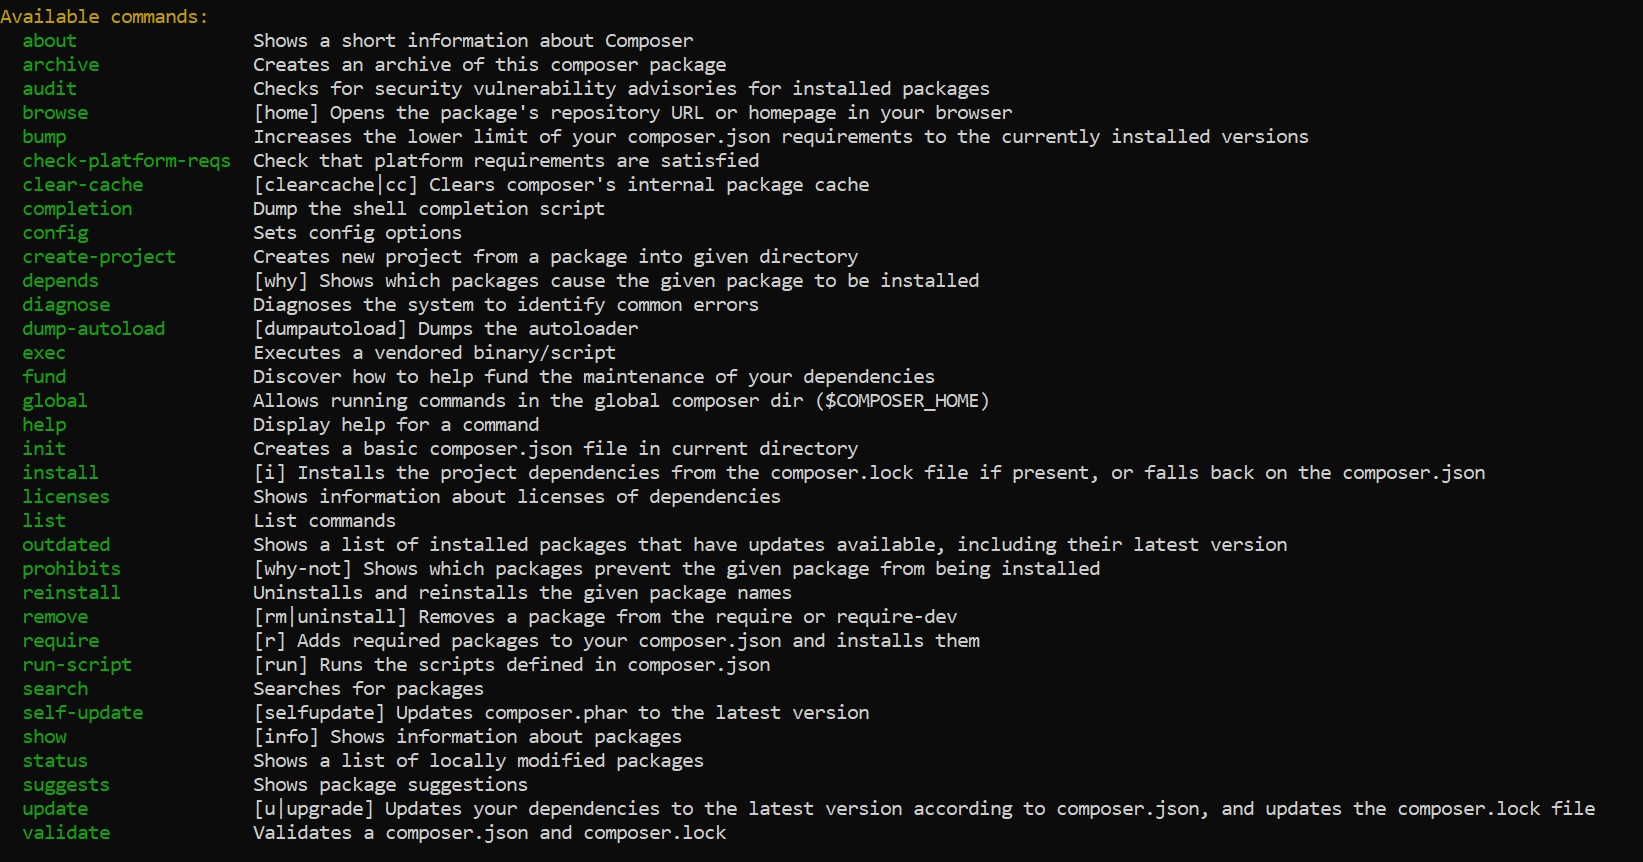 Available commands:
about Shows a short information about Composer
archive Creates an archive of this composer package
audit Checks for security vulnerability advisories for installed packages
browse [home] Opens the package's repository URL or homepage in your browser
bump Increases the lower limit of your composer.json requirements to the currently installed versions
check-platform-reqs Check that platform requirements are satisfied
clear-cache [clearcache|cc] Clears composer's internal package cache
completion Dump the shell completion script
config Sets config options
create-project Creates new project from a package into given directory
depends [why] Shows which packages cause the given package to be installed
diagnose Diagnoses the system to identify common errors
dump-autoload [dumpautoload] Dumps the autoloader
exec Executes a vendored binary/script
fund Discover how to help fund the maintenance of your dependencies
global Allows running commands in the global composer dir ($COMPOSER_HOME)
help Display help for a command
init Creates a basic composer.json file in current directory
install [i] Installs the project dependencies from the composer.lock file if present, or falls back on the composer.json
licenses Shows information about licenses of dependencies
list List commands
outdated Shows a list of installed packages that have updates available, including their latest version
prohibits [why-not] Shows which packages prevent the given package from being installed
reinstall Uninstalls and reinstalls the given package names
remove [rm|uninstall] Removes a package from the require or require-dev
require [r] Adds required packages to your composer.json and installs them
run-script [run] Runs the scripts defined in composer.json
search Searches for packages
self-update [selfupdate] Updates composer.phar to the latest version
show [info] Shows information about packages
status Shows a list of locally modified packages
suggests Shows package suggestions
update [u|upgrade] Updates your dependencies to the latest version according to composer.json, and updates the composer.lock file
validate Validates a composer.json and composer.lock